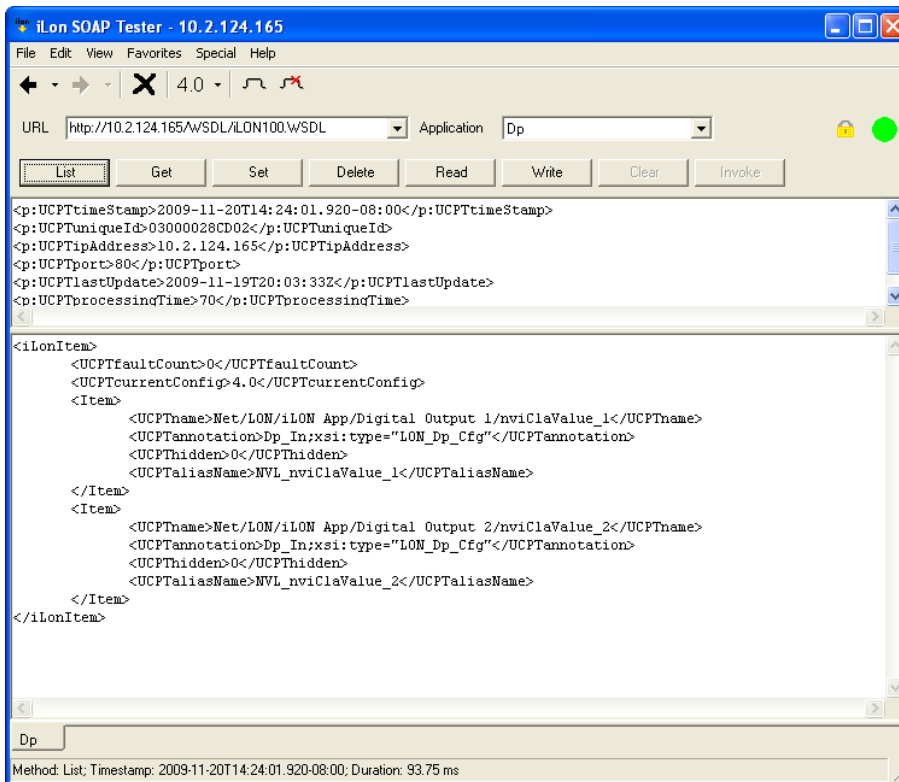 iLon SOAP Tester - 10.2.124.165
File Edit View Favorites Special Help
4.0
URL http://10.2.124.165/WSDL/iLON100.WSDL Application Dp
List Get Set Delete Read Write Clear Invoke
<p:UCPTtimeStamp>2009-11-20T14:24:01.920-08:00</p:UCPTtimeStamp>
<p:UCPTuniqueId>03000028CD02</p:UCPTuniqueId>
<p:UCPTipAddress>10.2.124.165</p:UCPTipAddress>
<p:UCPTport>80</p:UCPTport>
<p:UCPTlastUpdate>2009-11-19T20:03:33Z</p:UCPTlastUpdate>
<p:UCPTprocessingTime>70</p:UCPTprocessingTime>
<iLonItem>
<UCPTfaultCount>0</UCPTfaultCount>
<UCPTcurrentConfig>4.0</UCPTcurrentConfig>
<Item>
<UCPTname>Net/LON/iLON App/Digital Output 1/nviClaValue_1</UCPTname>
<UCPTannotation>Dp_In;xsi:type="LON_Dp_Cfg"</UCPTannotation>
<UCPThidden>0</UCPThidden>
<UCPTaliasName>NVL_nviClaValue_1</UCPTaliasName>
</Item>
<Item>
<UCPTname>Net/LON/iLON App/Digital Output 2/nviClaValue_2</UCPTname>
<UCPTannotation>Dp_In;xsi:type="LON_Dp_Cfg"</UCPTannotation>
<UCPThidden>0</UCPThidden>
<UCPTaliasName>NVL_nviClaValue_2</UCPTaliasName>
</Item>
</iLonItem>
Dp
Method: List; Timestamp: 2009-11-20T14:24:01.920-08:00; Duration: 93.75 ms